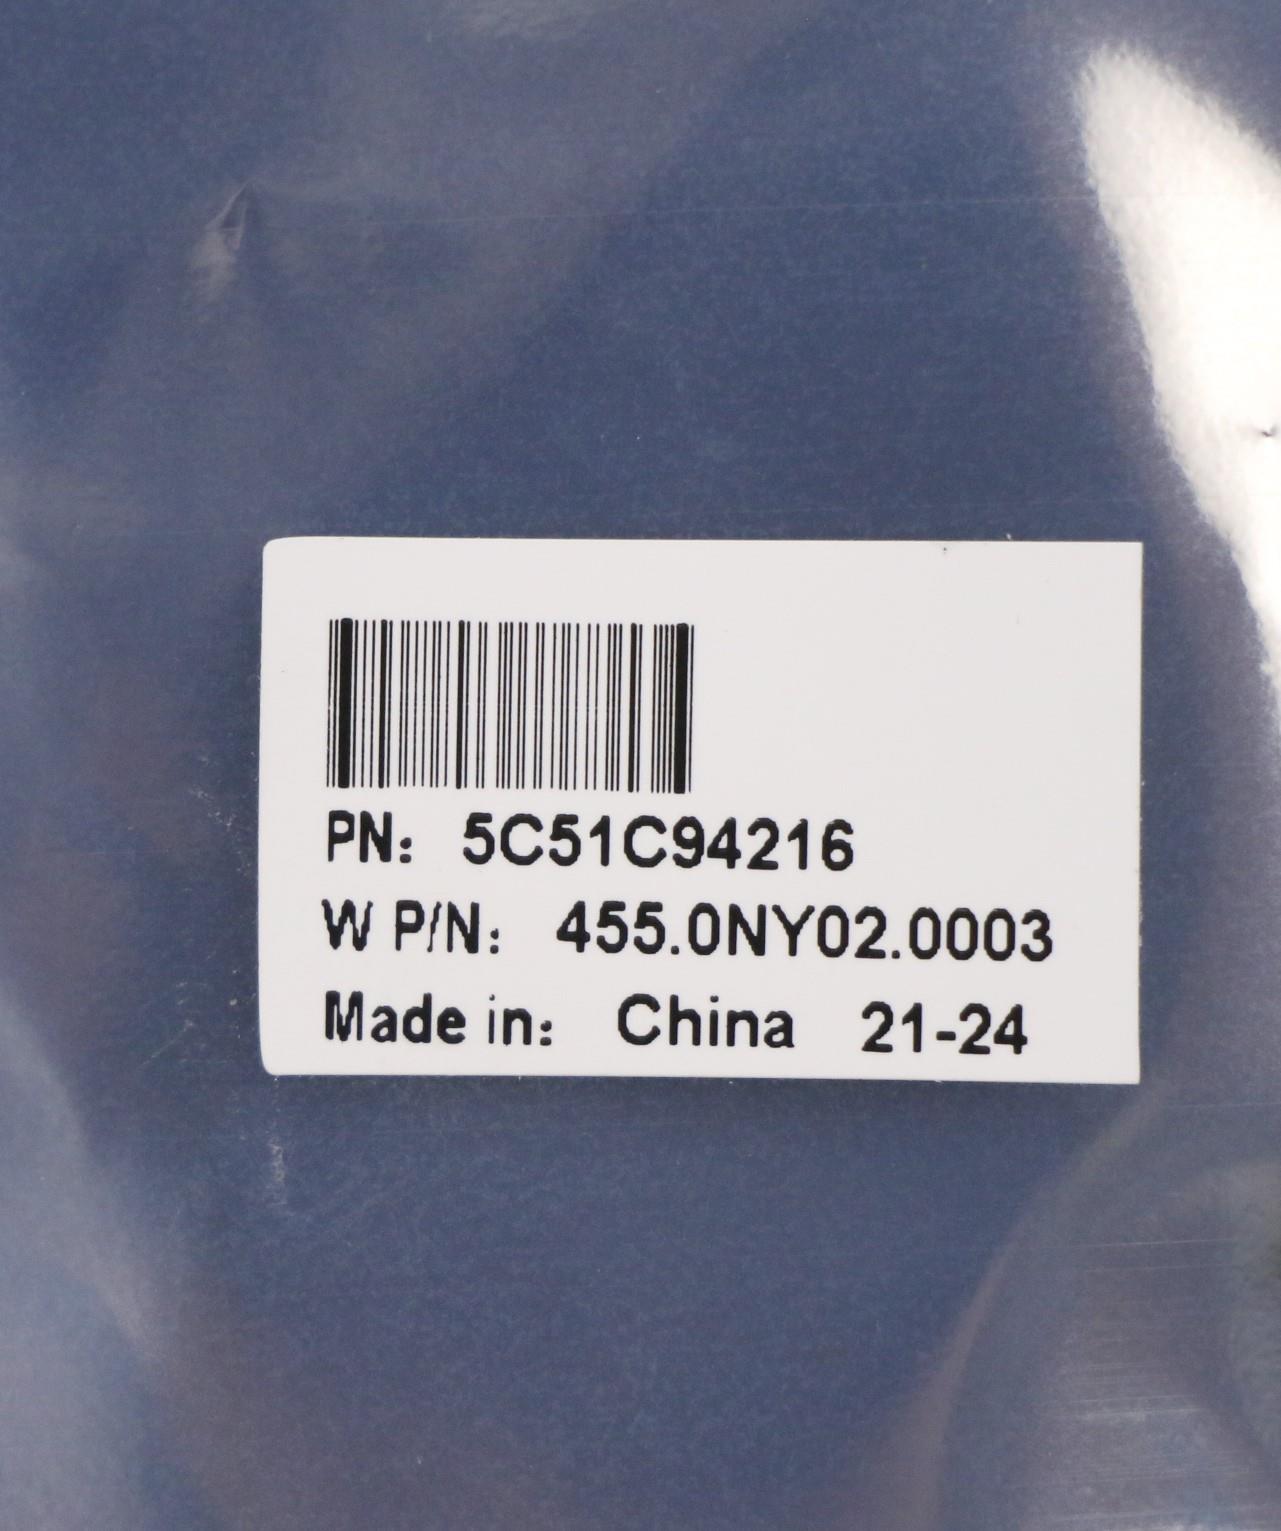 PN: 5C51C94216
W P/N: 455.0NY02.0003
Made in: China 21-24